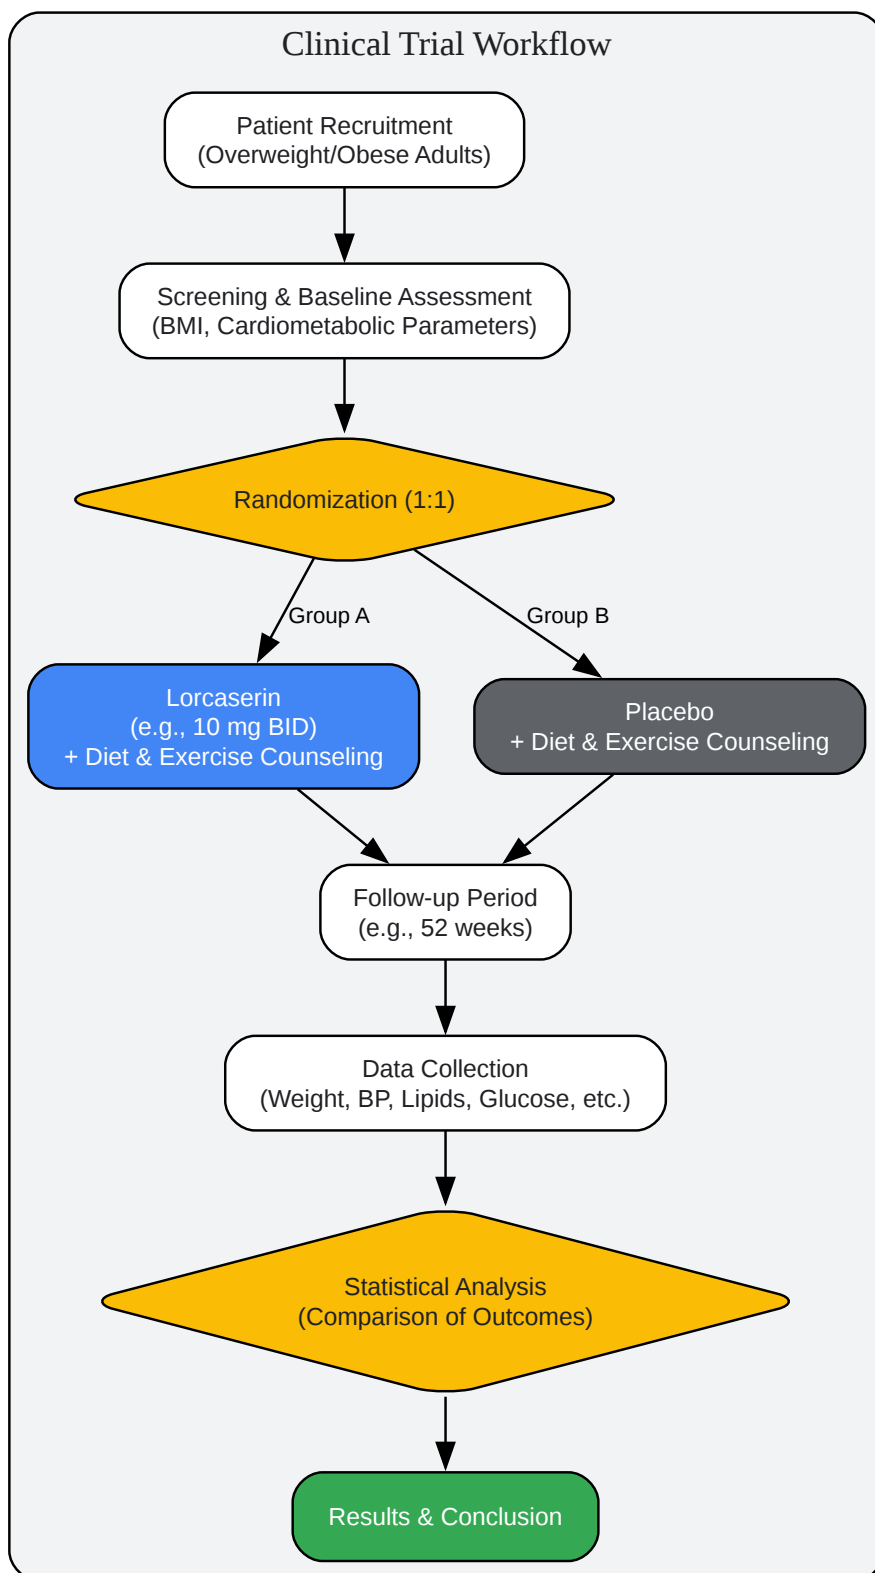 Clinical Trial Workflow
Patient Recruitment
(Overweight/Obese Adults)
Screening & Baseline Assessment
(BMI, Cardiometabolic Parameters)
Randomization (1:1)
Group A
Group B
Lorcaserin
(e.g., 10 mg BID)
+ Diet & Exercise Counseling
Placebo
+ Diet & Exercise Counseling
Follow-up Period
(e.g., 52 weeks)
Data Collection
(Weight, BP, Lipids, Glucose, etc.)
Statistical Analysis
(Comparison of Outcomes)
Results & Conclusion